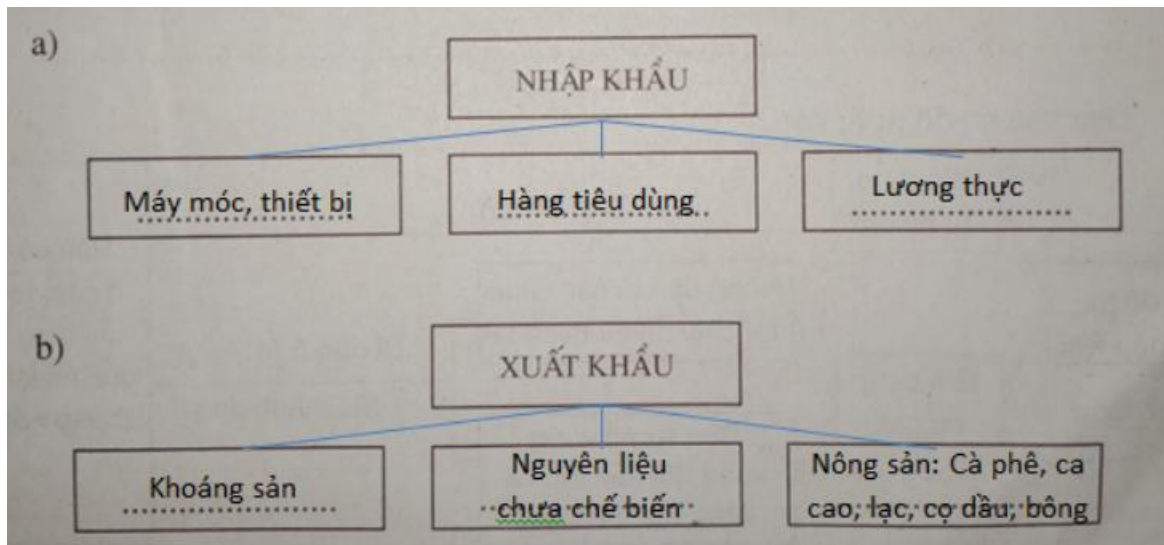 a)
NHẬP KHẨU
Máy móc, thiết bị
Hàng tiêu dùng
Lương thực
b)
XUẤT KHẨU
Khoáng sản
Nguyên liệu
chưa chế biến
Nông sản: Cà phê, ca
cao, lạc, cọ dầu, bông